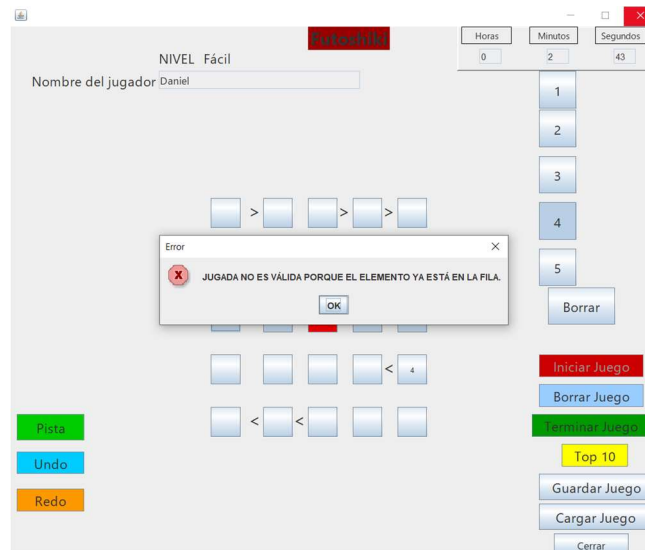 Futoshiki
Horas Minutos Segundos
0 2 43
NIVEL Fácil
Nombre del jugador Daniel
1
2
3
4
5
Borrar
> > >
Error
JUGADA NO ES VÁLIDA PORQUE EL ELEMENTO YA ESTÁ EN LA FILA.
OK
< 4
< <
Iniciar Juego
Borrar Juego
Terminar Juego
Top 10
Guardar Juego
Cargar Juego
Cerrar
Pista
Undo
Redo